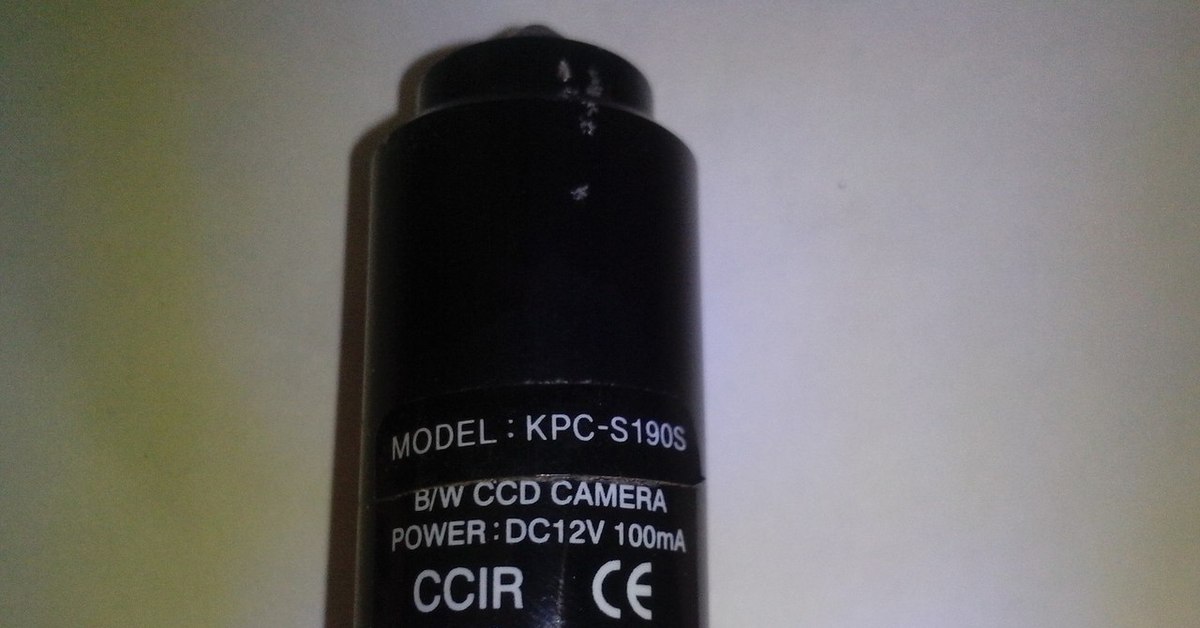 MODEL : KPC-S190S
B/W CCD CAMERA
POWER : DC12V 100mA
CCIR CE